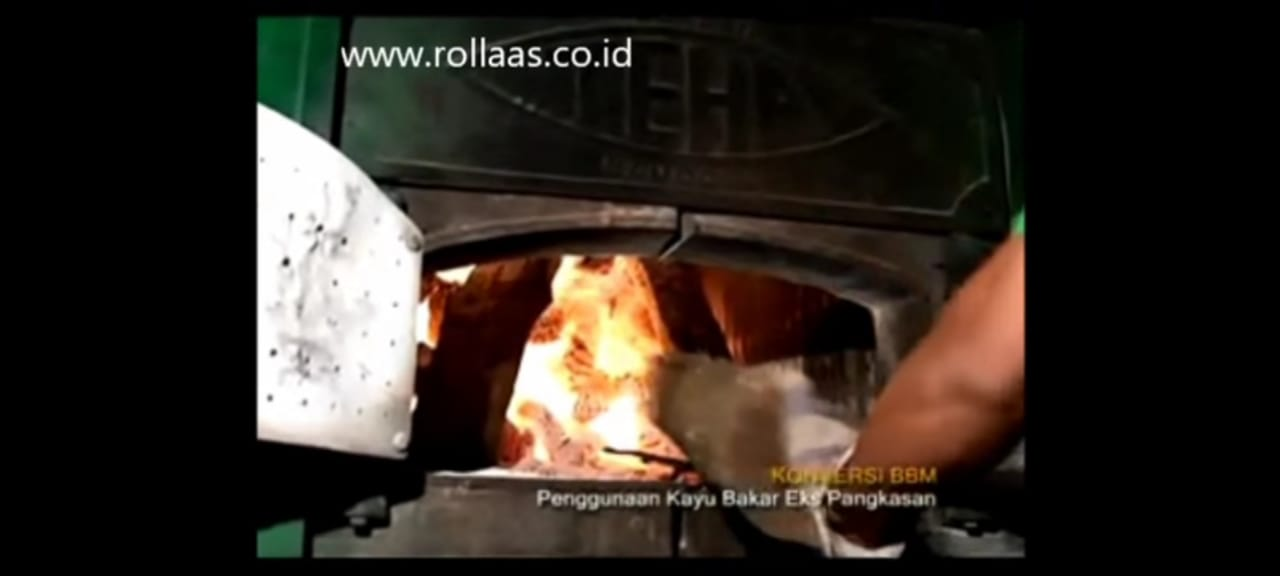 www.rollaas.co.id
KONVERSI BBM
Penggunaan Kayu Bakar Eks Pangkasan